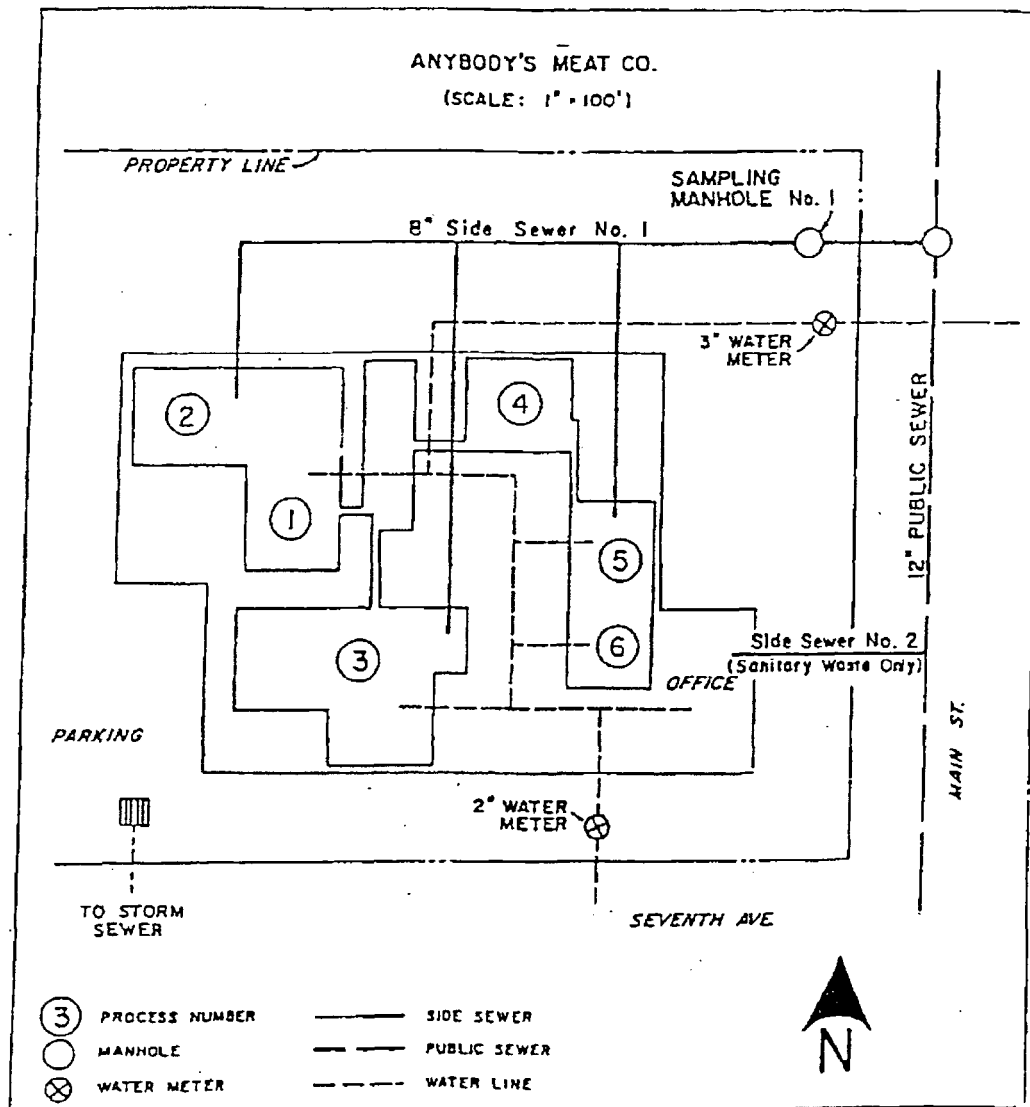 ANYBODY'S MEAT CO.
(SCALE: 1" = 100')
PROPERTY LINE
SAMPLING
MANHOLE No. 1
8" Side Sewer No. 1
3" WATER
METER
2
4
1
5
12" PUBLIC SEWER
3
6
Side Sewer No. 2
(Sanitary Waste Only)
OFFICE
PARKING
MAIN ST.
2" WATER
METER
TO STORM
SEWER
SEVENTH AVE
3 PROCESS NUMBER
SIDE SEWER
MANHOLE
PUBLIC SEWER
WATER METER
WATER LINE
N